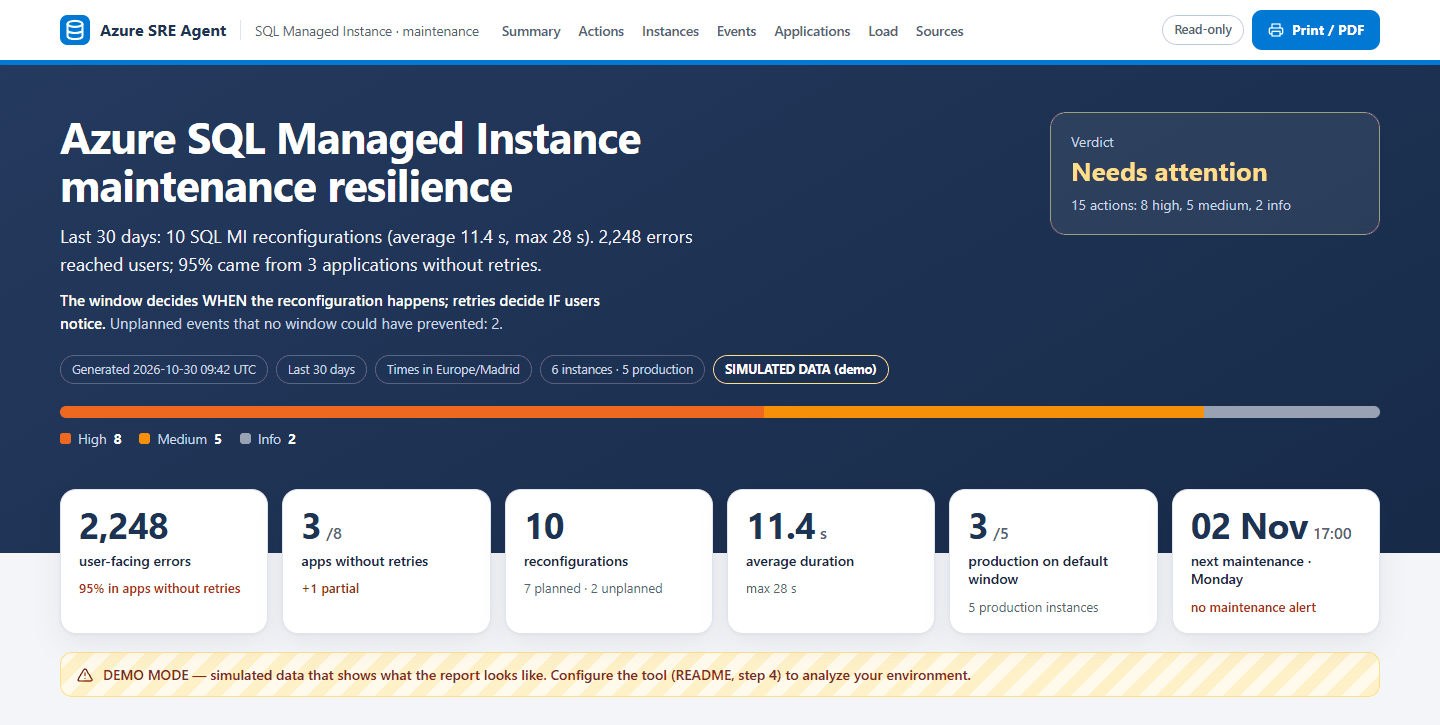 Azure SRE Agent
SQL Managed Instance · maintenance
Summary
Actions
Instances
Events
Applications
Load
Sources
Read-only
Print / PDF
Azure SQL Managed Instance
maintenance resilience
Last 30 days: 10 SQL MI reconfigurations (average 11.4 s, max 28 s). 2,248 errors
reached users; 95% came from 3 applications without retries.
The window decides WHEN the reconfiguration happens; retries decide IF users
notice. Unplanned events that no window could have prevented: 2.
Verdict
Needs attention
15 actions: 8 high, 5 medium, 2 info
Generated 2026-10-30 09:42 UTC
Last 30 days
Times in Europe/Madrid
6 instances · 5 production
SIMULATED DATA (demo)
High 8
Medium 5
Info 2
2,248
user-facing errors
95% in apps without retries
3 /8
apps without retries
+1 partial
10
reconfigurations
7 planned · 2 unplanned
11.4 s
average duration
max 28 s
3 /5
production on default
window
5 production instances
02 Nov 17:00
next maintenance ·
Monday
no maintenance alert
DEMO MODE — simulated data that shows what the report looks like. Configure the tool (README, step 4) to analyze your environment.